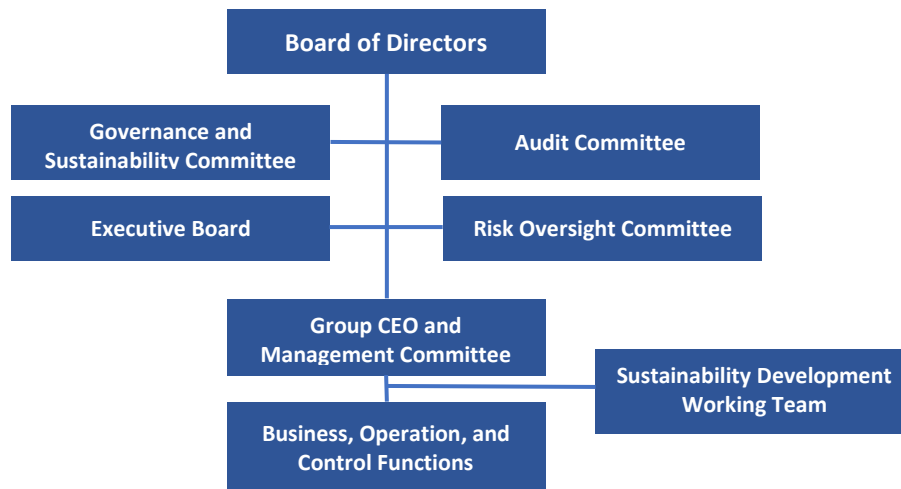 Board of Directors
Governance and
Sustainability Committee
Audit Committee
Executive Board
Risk Oversight Committee
Group CEO and
Management Committee
Sustainability Development
Working Team
Business, Operation, and
Control Functions